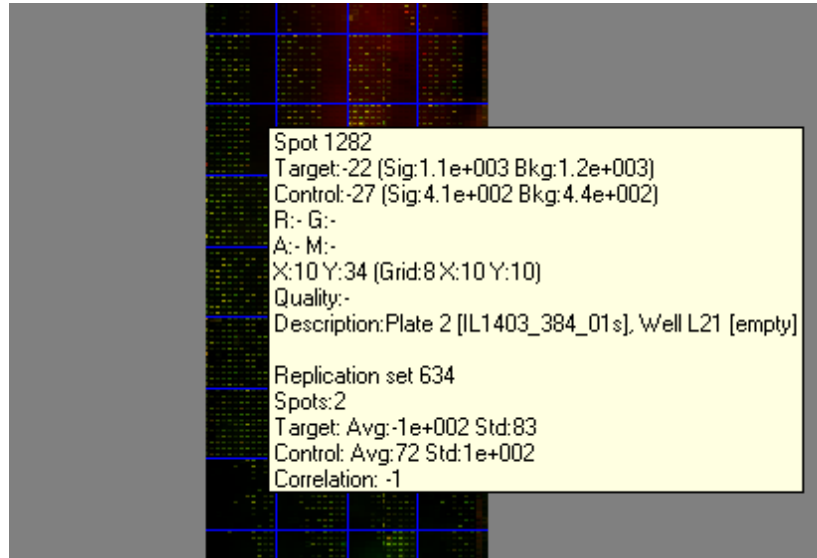 Spot 1282
Target:-22 (Sig:1.1e+003 Bkg:1.2e+003)
Control:-27 (Sig:4.1e+002 Bkg:4.4e+002)
R:- G:-
A:- M:-
X:10 Y:34 (Grid:8 X:10 Y:10)
Quality:-
Description:Plate 2 [IL1403_384_01s], Well L21 [empty]
Replication set 634
Spots:2
Target: Avg:-1e+002 Std:83
Control: Avg:72 Std:1e+002
Correlation: -1